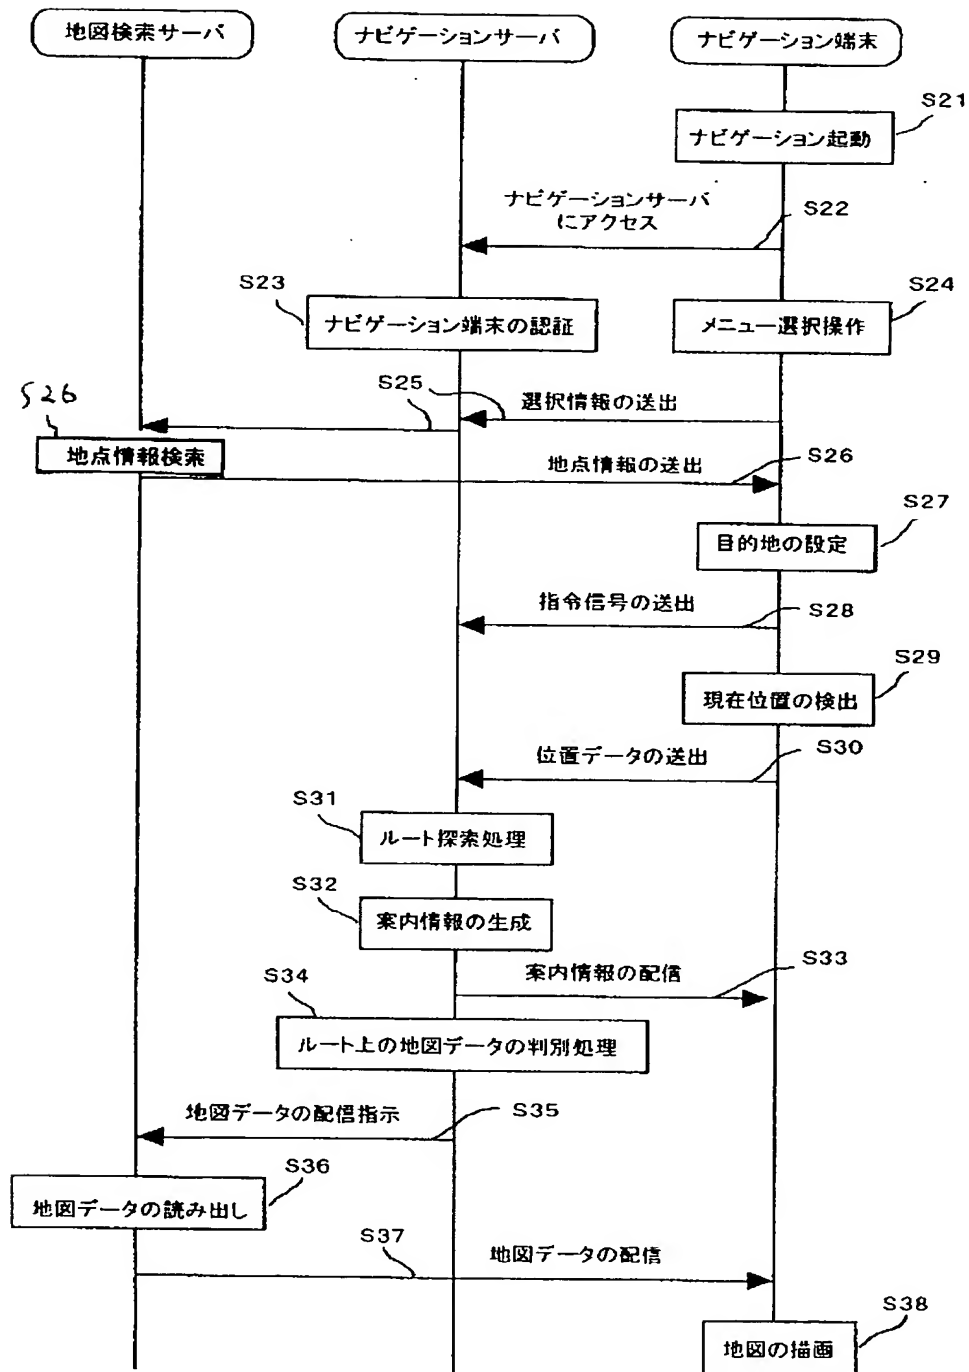 地図検索サーバ
ナビゲーションサーバ
ナビゲーション端末
S21
ナビゲーション起動
ナビゲーションサーバ
にアクセス
S22
S23
ナビゲーション端末の認証
S24
メニュー選択操作
S25
選択情報の送出
S26
地点情報検索
地点情報の送出
S26
S27
目的地の設定
指令信号の送出
S28
S29
現在位置の検出
位置データの送出
S30
S31
ルート探索処理
S32
案内情報の生成
案内情報の配信
S33
S34
ルート上の地図データの判別処理
地図データの配信指示
S35
S36
地図データの読み出し
S37
地図データの配信
S38
地図の描画